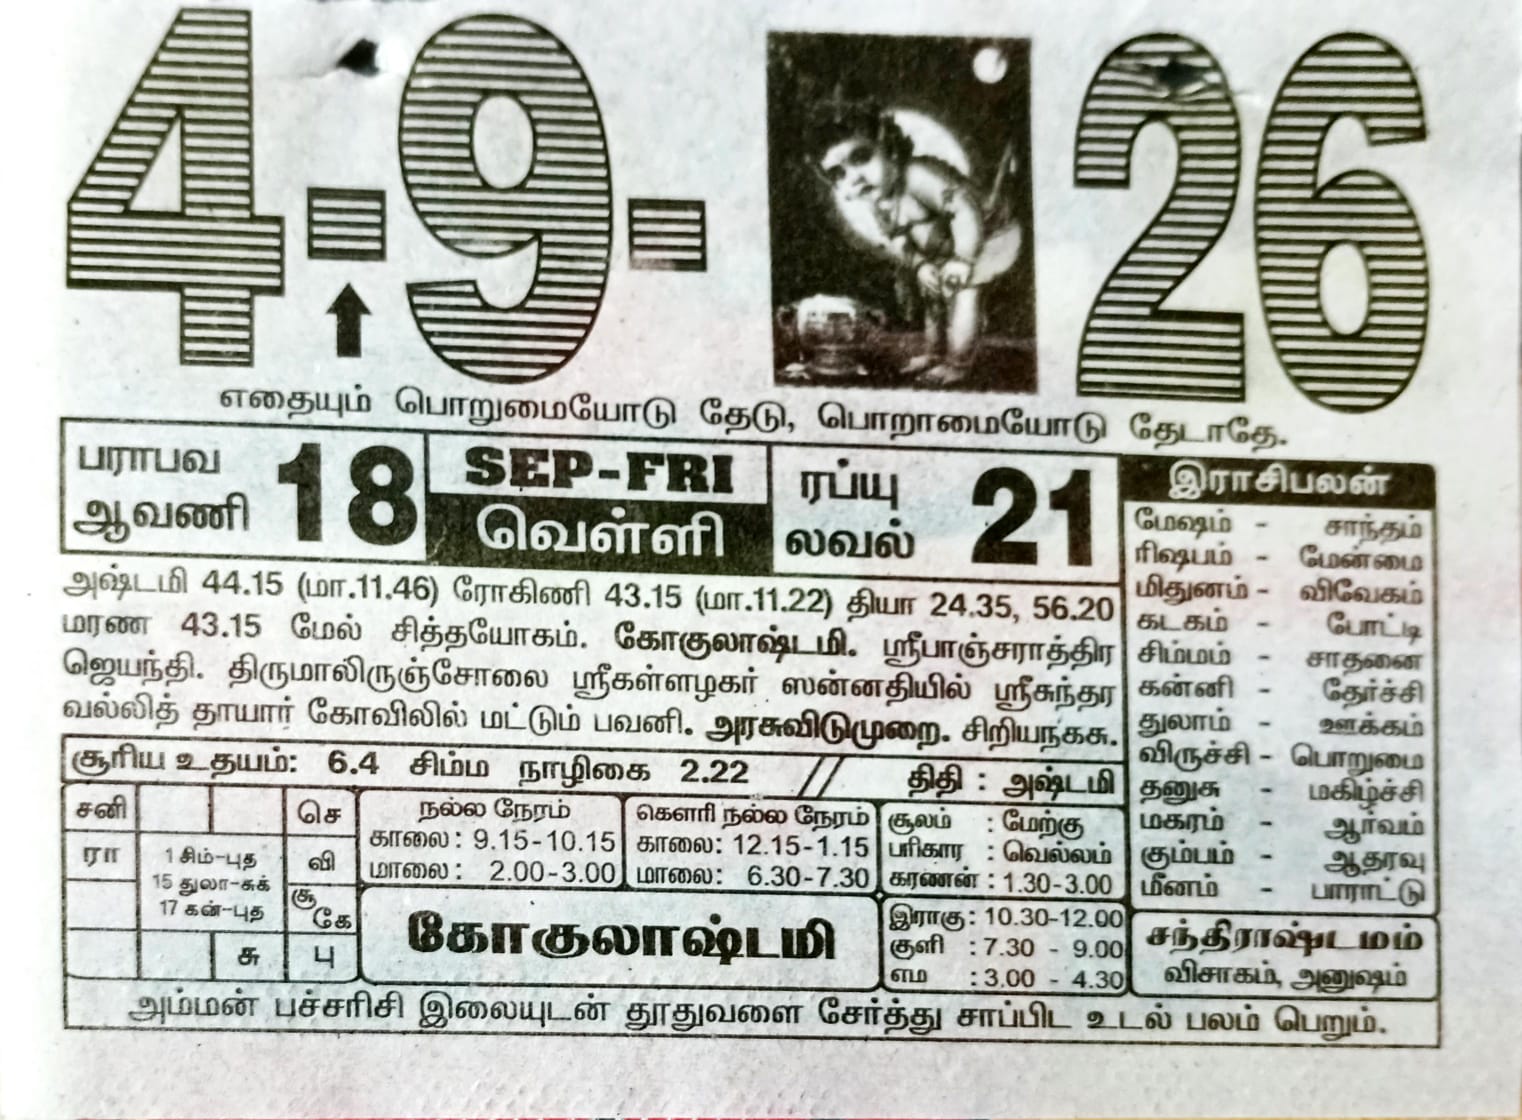 4-9- 26
எதையும் பொறுமையோடு தேடு, பொறாமையோடு தேடாதே.
பராபவ
ஆவணி 18
SEP-FRI
வெள்ளி
ரப்யு
லவல் 21
அஷ்டமி 44.15 (மா.11.46) ரோகிணி 43.15 (மா.11.22) தியா 24.35, 56.20
மரண 43.15 மேல் சித்தயோகம். கோகுலாஷ்டமி. ஸ்ரீபாஞ்சராத்திர
ஜெயந்தி. திருமாலிருஞ்சோலை ஸ்ரீகள்ளழகர் ஸன்னதியில் ஸ்ரீசுந்தர
வல்லித் தாயார் கோவிலில் மட்டும் பவனி. அரசுவிடுமுறை. சிறியநகசு.
சூரிய உதயம்: 6.4 சிம்ம நாழிகை 2.22 // திதி : அஷ்டமி
சனி
செ
ரா
1 சிம்-புத
15 துலா-சுக்
17 கன்-புத
வி
சூ
கே
சு
பு
நல்ல நேரம்
காலை: 9.15-10.15
மாலை: 2.00-3.00
கௌரி நல்ல நேரம்
காலை: 12.15-1.15
மாலை: 6.30-7.30
சூலம் : மேற்கு
பரிகார : வெல்லம்
கரணன் : 1.30-3.00
கோகுலாஷ்டமி
இராகு : 10.30-12.00
குளி : 7.30 - 9.00
எம : 3.00 - 4.30
இராசிபலன்
மேஷம் - சாந்தம்
ரிஷபம் - மேன்மை
மிதுனம் - விவேகம்
கடகம் - போட்டி
சிம்மம் - சாதனை
கன்னி - தேர்ச்சி
துலாம் - ஊக்கம்
விருச்சி - பொறுமை
தனுசு - மகிழ்ச்சி
மகரம் - ஆர்வம்
கும்பம் - ஆதரவு
மீனம் - பாராட்டு
சந்திராஷ்டமம்
விசாகம், அனுஷம்
அம்மன் பச்சரிசி இலையுடன் தூதுவளை சேர்த்து சாப்பிட உடல் பலம் பெறும்.